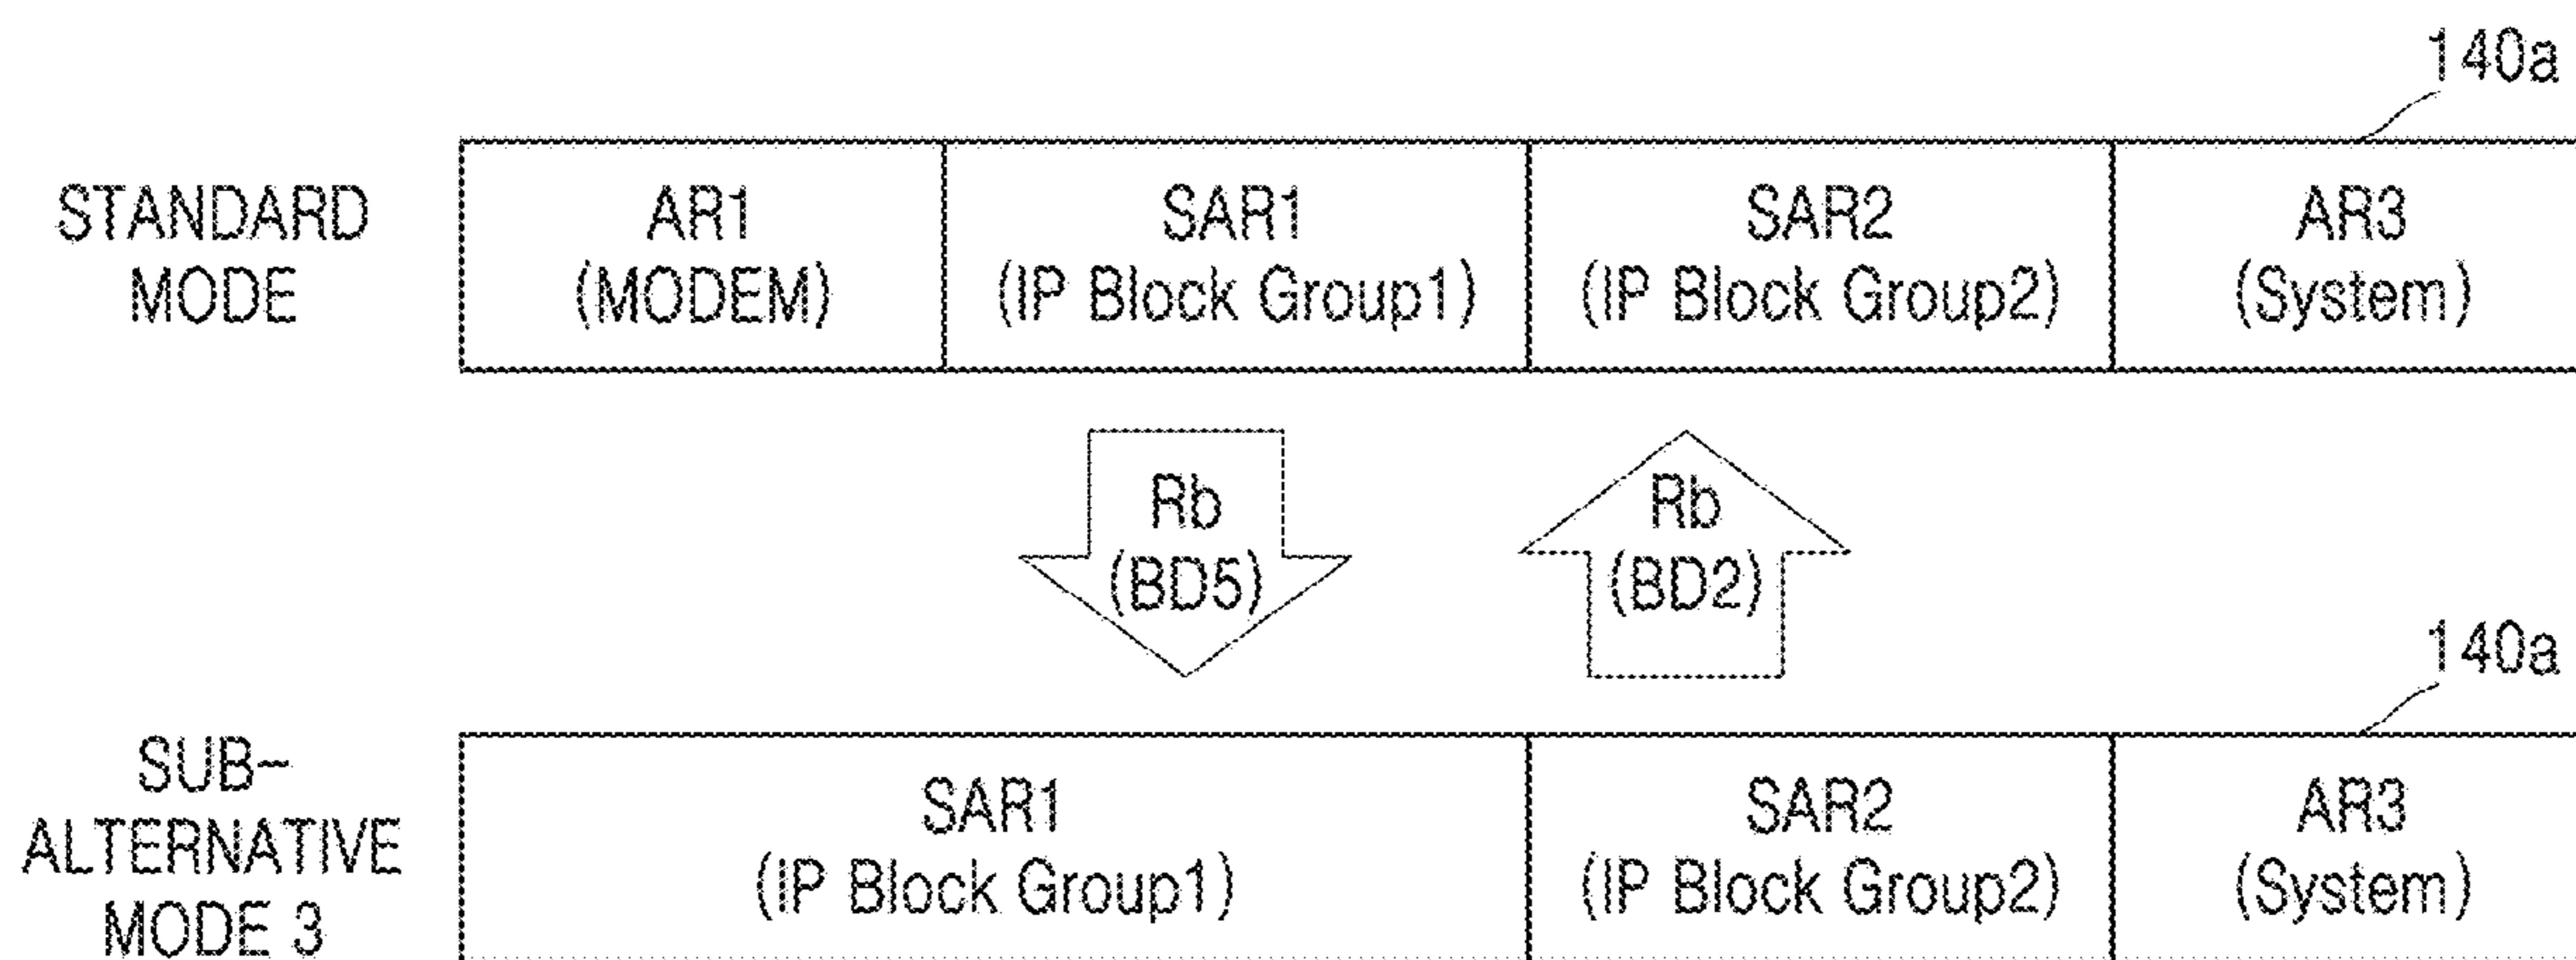 140a
STANDARD
MODE
AR1
(MODEM)
SAR1
(IP Block Group1)
SAR2
(IP Block Group2)
AR3
(System)
Rb
(BD5)
Rb
(BD2)
140a
SUB-
ALTERNATIVE
MODE 3
SAR1
(IP Block Group1)
SAR2
(IP Block Group2)
AR3
(System)